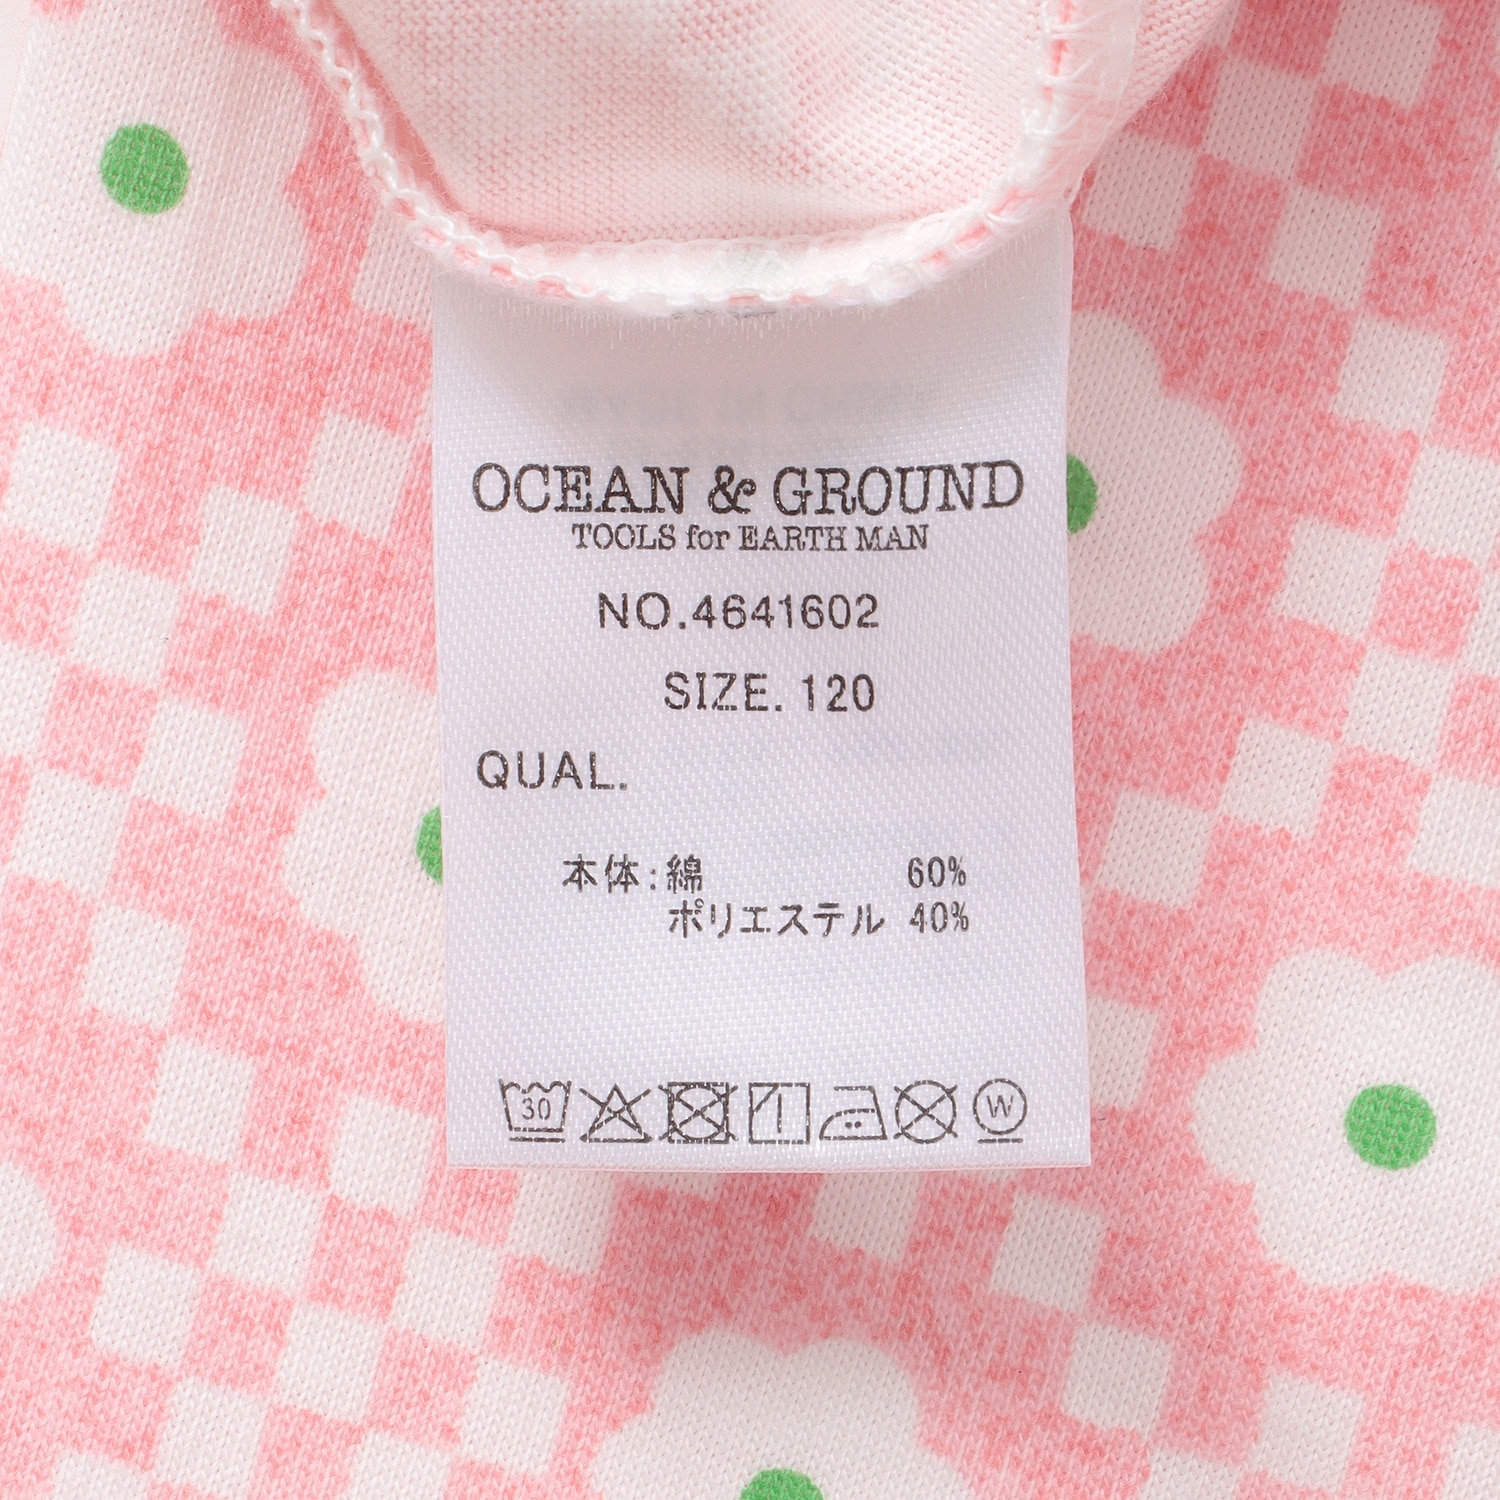 OCEAN & GROUND
TOOLS for EARTH MAN
NO.4641602
SIZE. 120
QUAL.
本体:綿 60%
ポリエステル 40%
30
W